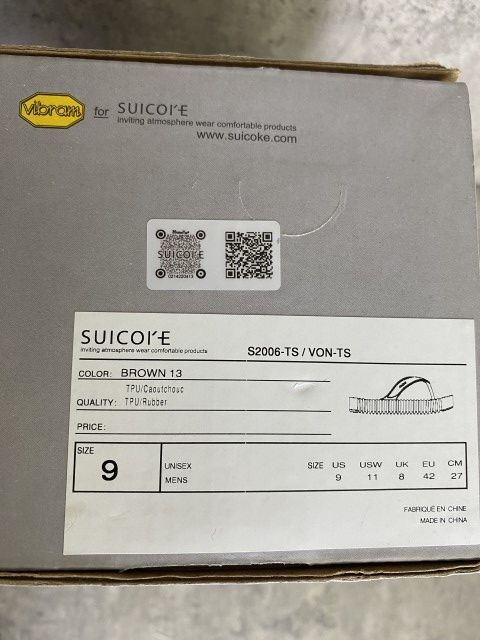 vibram for SUICOKE
inviting atmosphere wear comfortable products
www.suicoke.com
SUICOKE
0214220413
SUICOKE
inviting atmosphere wear comfortable products
S2006-TS / VON-TS
COLOR: BROWN 13
TPU/Caoutchouc
QUALITY: TPU/Rubber
PRICE:
SIZE
9
UNISEX
MENS
SIZE US USW UK EU CM
9 11 8 42 27
FABRIQUÉ EN CHINE
MADE IN CHINA